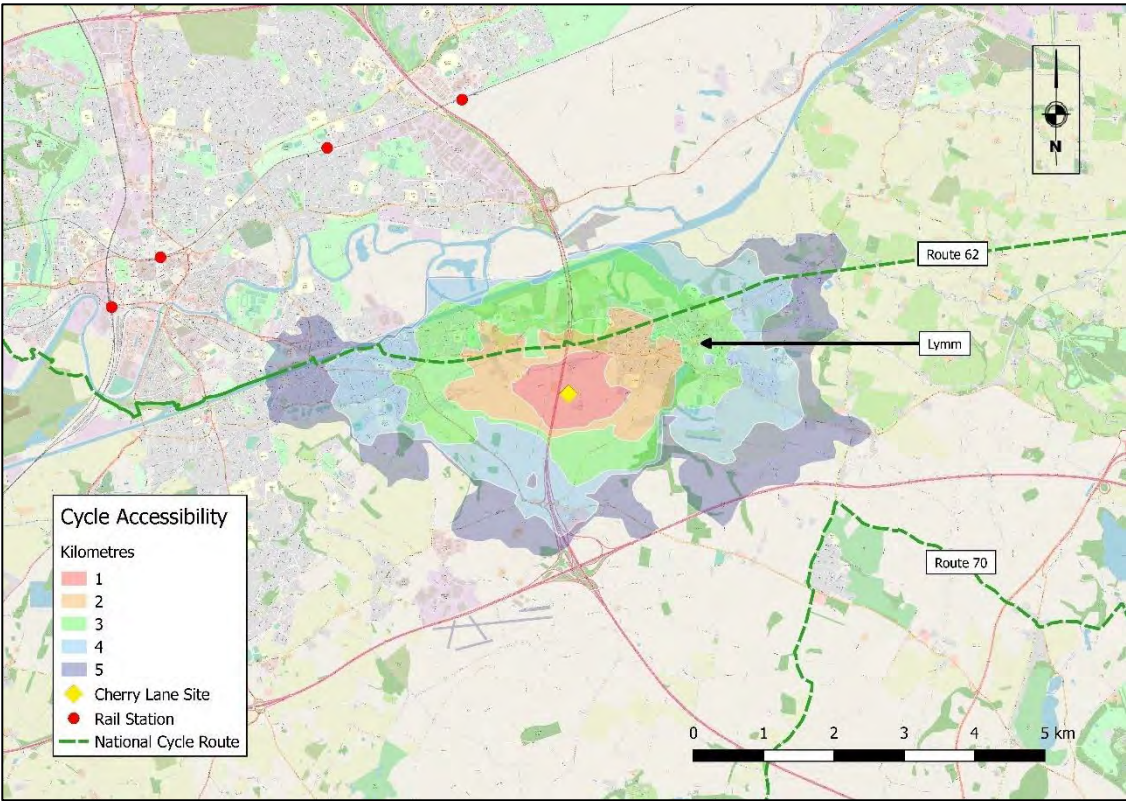 N
Route 62
Lymm
Route 70
Cycle Accessibility
Kilometres
1
2
3
4
5
Cherry Lane Site
Rail Station
National Cycle Route
0 1 2 3 4 5 km